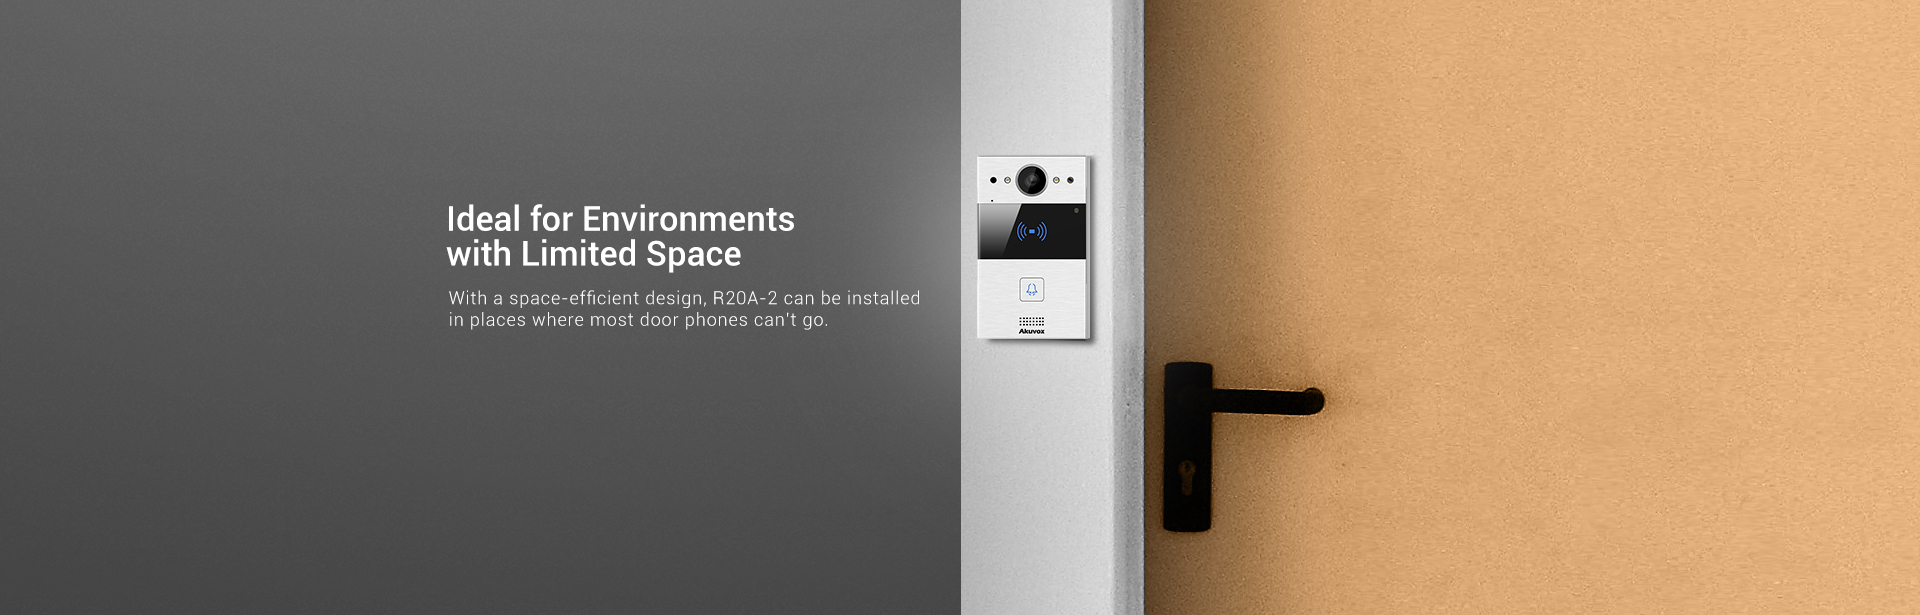 Ideal for Environments
with Limited Space
With a space-efficient design, R20A-2 can be installed
in places where most door phones can't go.
Akuvox